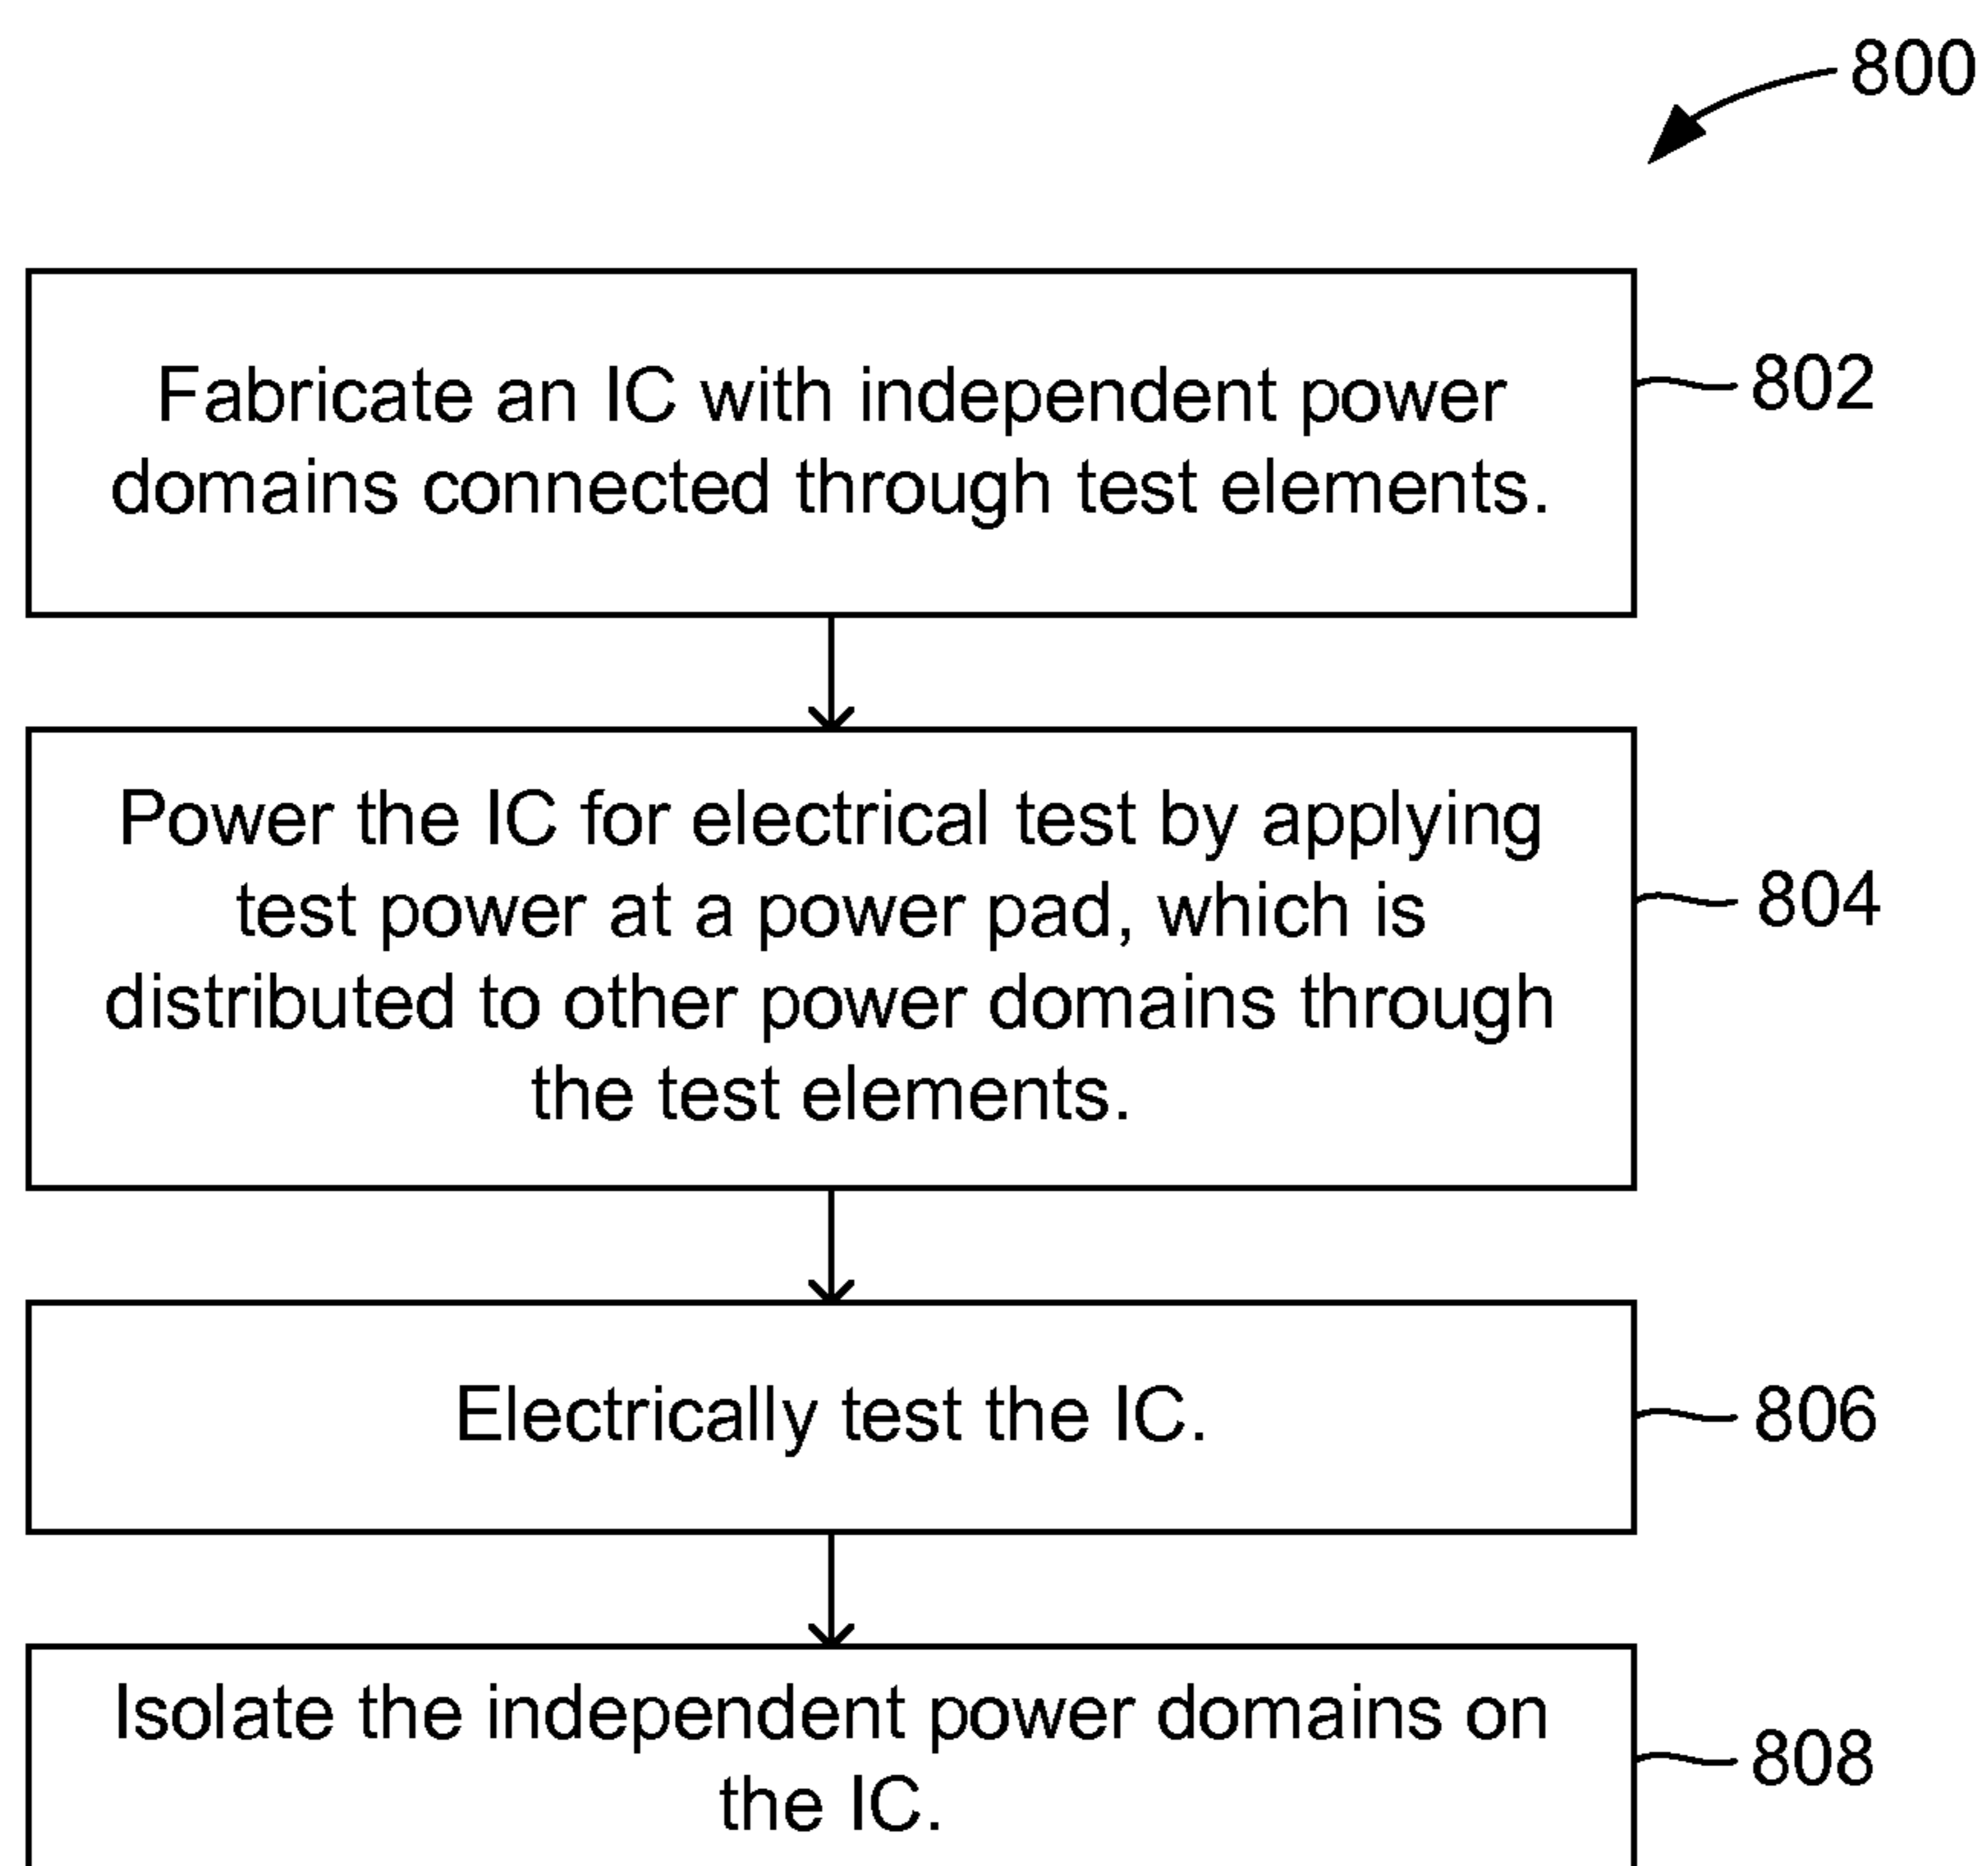 800
Fabricate an IC with independent power
domains connected through test elements.
802
Power the IC for electrical test by applying
test power at a power pad, which is
distributed to other power domains through
the test elements.
804
Electrically test the IC.
806
Isolate the independent power domains on
the IC.
808